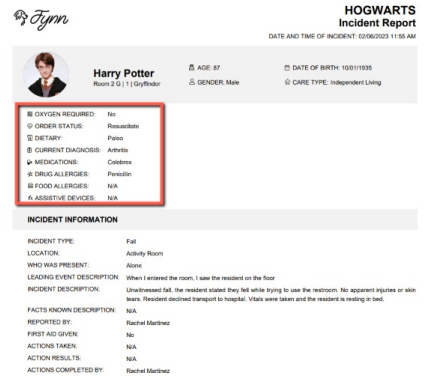 Fynn
HOGWARTS
Incident Report
DATE AND TIME OF INCIDENT: 02/06/2023 11:55 AM
Harry Potter
Room 2 G | 1 | Gryffindor
AGE: 87
GENDER: Male
DATE OF BIRTH: 10/01/1935
CARE TYPE: Independent Living
OXYGEN REQUIRED: No
ORDER STATUS: Resuscitate
DIETARY: Paleo
CURRENT DIAGNOSIS: Arthritis
MEDICATIONS: Celebrex
DRUG ALLERGIES: Penicillin
FOOD ALLERGIES: N/A
ASSISTIVE DEVICES: N/A
INCIDENT INFORMATION
INCIDENT TYPE: Fall
LOCATION: Activity Room
WHO WAS PRESENT: Alone
LEADING EVENT DESCRIPTION: When I entered the room, I saw the resident on the floor
INCIDENT DESCRIPTION: Unwitnessed fall, the resident stated they fell while trying to use the restroom. No apparent injuries or skin
tears. Resident declined transport to hospital. Vitals were taken and the resident is resting in bed.
FACTS KNOWN DESCRIPTION: N/A
REPORTED BY: Rachel Martinez
FIRST AID GIVEN: No
ACTIONS TAKEN: N/A
ACTION RESULTS: N/A
ACTIONS COMPLETED BY: Rachel Martinez